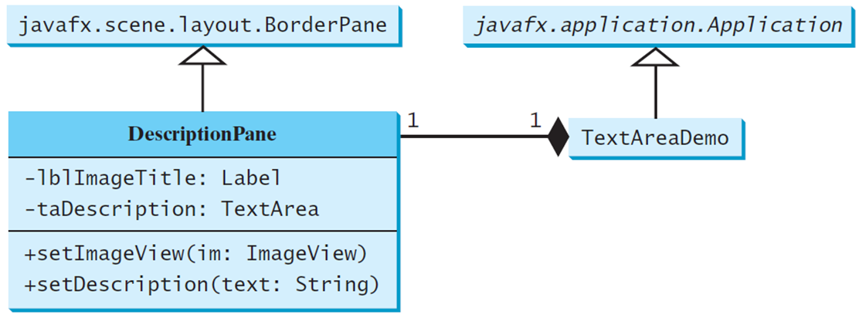 javafx.scene.layout.BorderPane
javafx.application.Application
DescriptionPane
-lblImageTitle: Label
-taDescription: TextArea
+setImageView(im: ImageView)
+setDescription(text: String)
1
1
TextAreaDemo